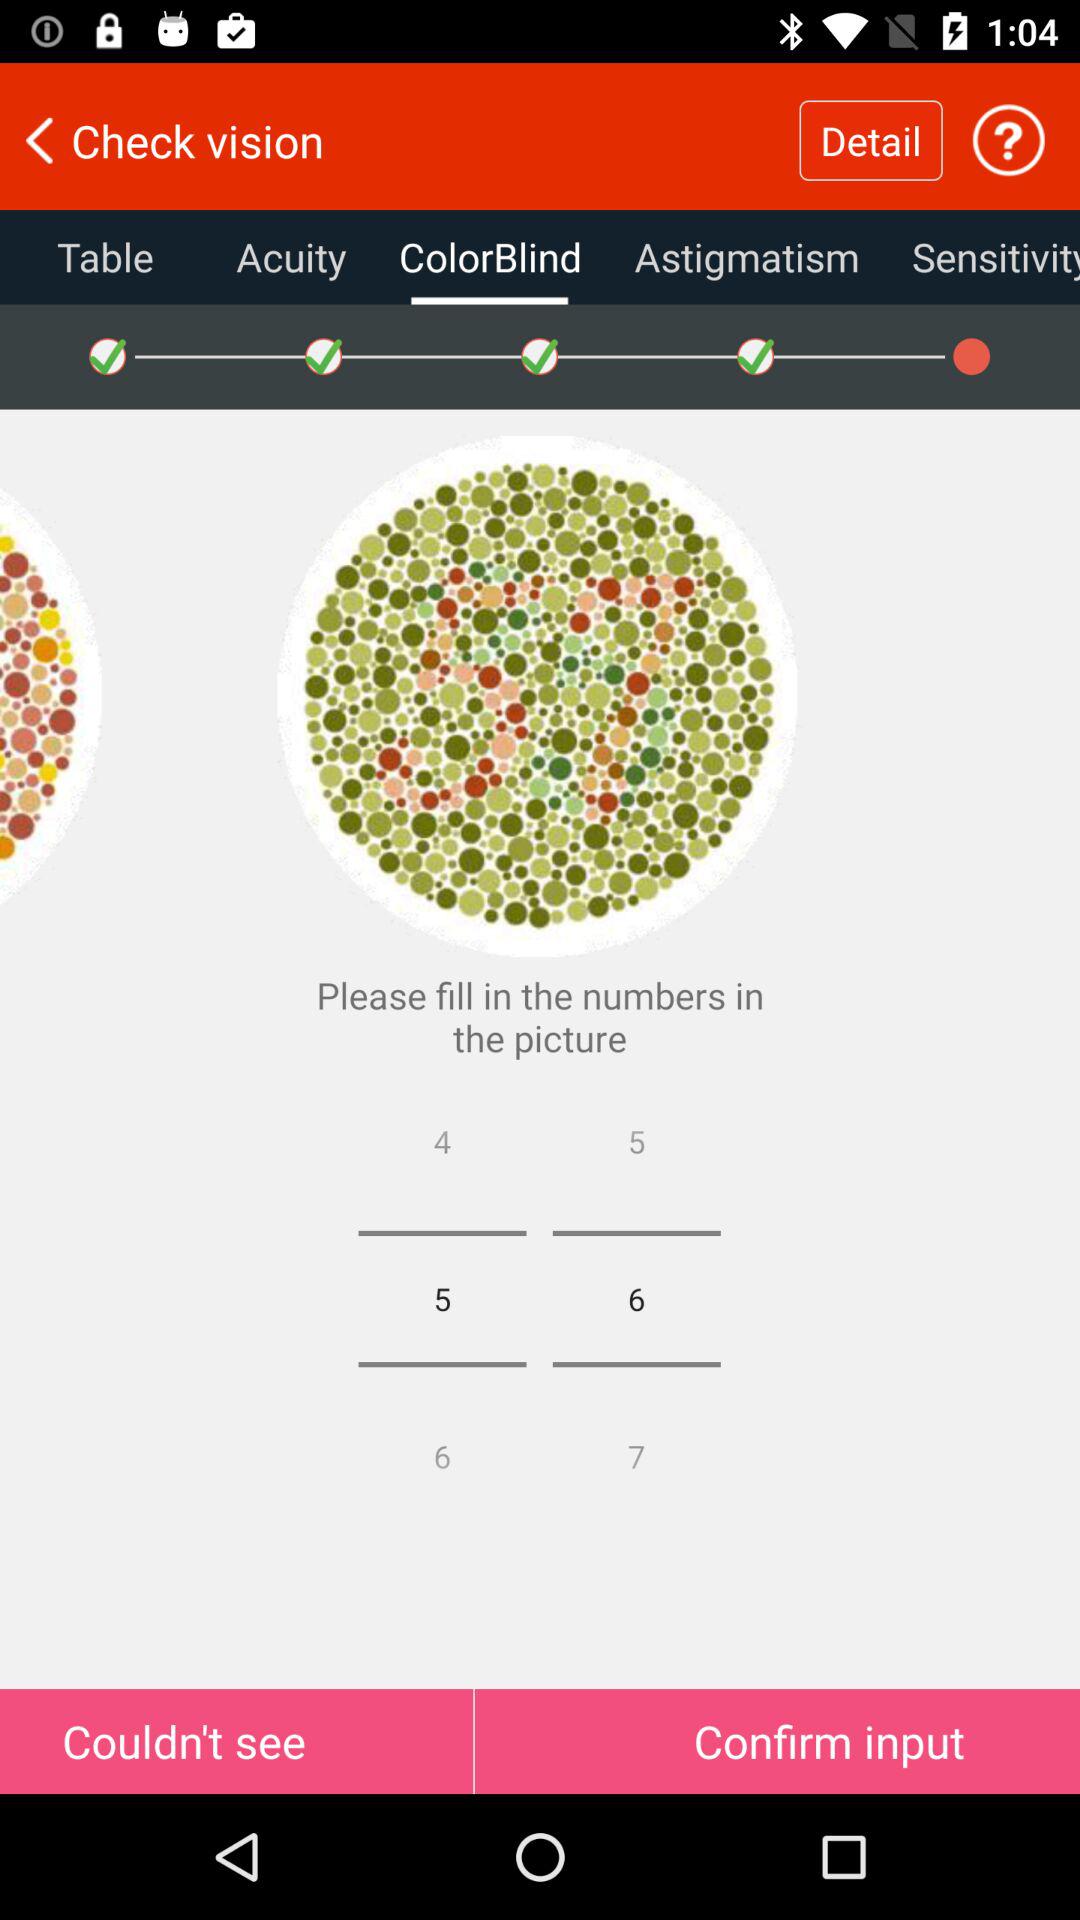 1:04
Check vision
Detail
?
Table Acuity ColorBlind Astigmatism Sensitivity
57
Please fill in the numbers in
the picture
4 5
5 6
6 7
Couldn't see
Confirm input